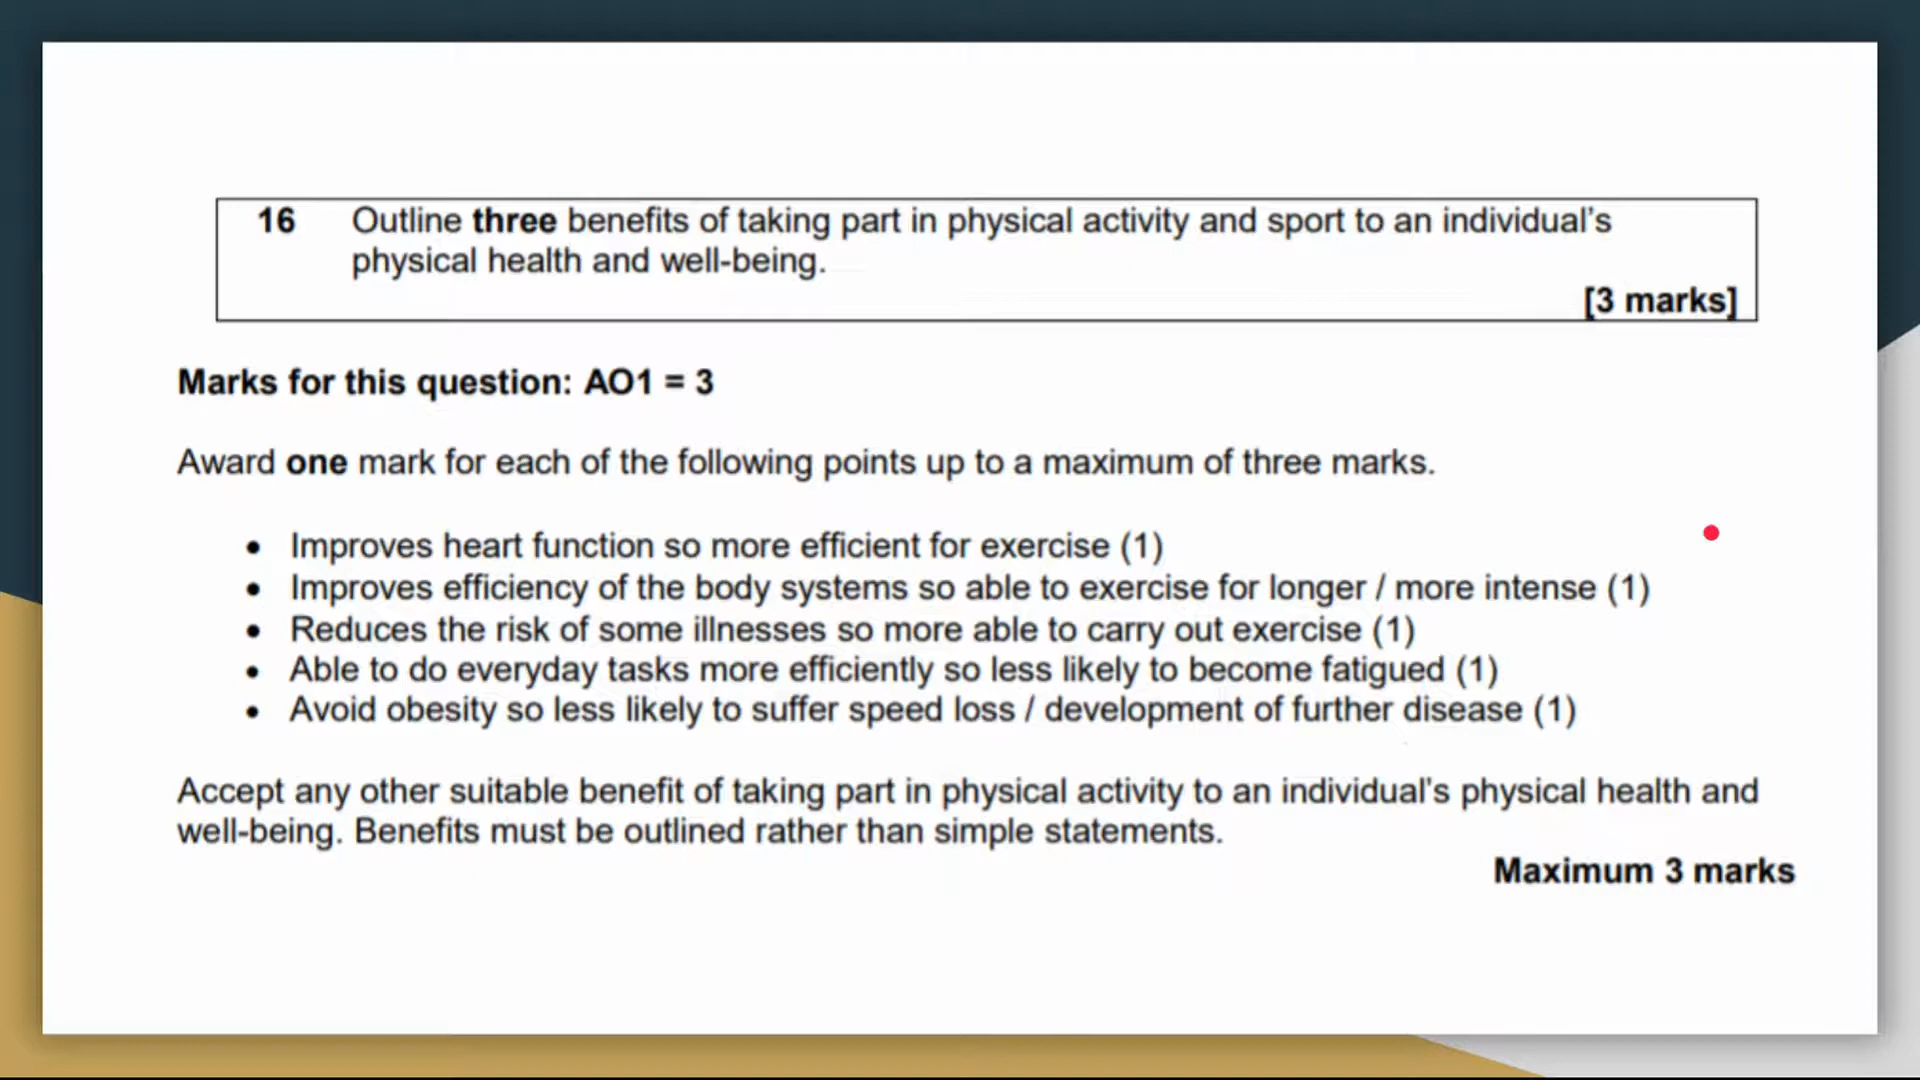 16 Outline three benefits of taking part in physical activity and sport to an individual’s
physical health and well-being.
[3 marks]
Marks for this question: AO1 = 3
Award one mark for each of the following points up to a maximum of three marks.
• Improves heart function so more efficient for exercise (1)
• Improves efficiency of the body systems so able to exercise for longer / more intense (1)
• Reduces the risk of some illnesses so more able to carry out exercise (1)
• Able to do everyday tasks more efficiently so less likely to become fatigued (1)
• Avoid obesity so less likely to suffer speed loss / development of further disease (1)
Accept any other suitable benefit of taking part in physical activity to an individual’s physical health and
well-being. Benefits must be outlined rather than simple statements.
Maximum 3 marks